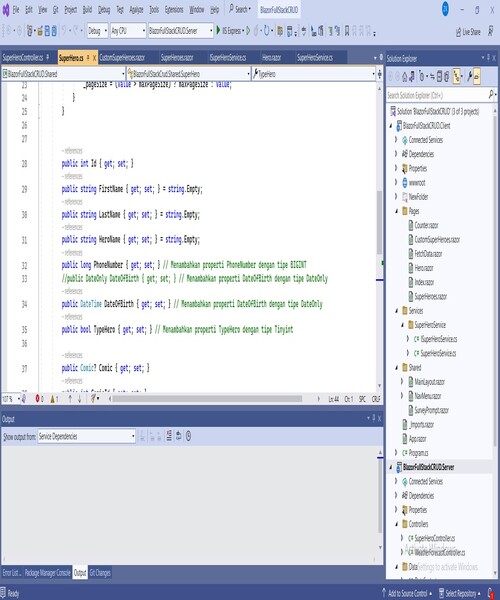 File Edit View Git Project Build Debug Test Analyze Tools Extensions Window Help Search BlazorFullStackCRUD
Debug Any CPU BlazorFullStackCRUD.Server IIS Express Live Share
SuperHeroController.cs SuperHero.cs CustomSuperHeroes.razor SuperHeroes.razor ISuperHeroService.cs Hero.razor SuperHeroService.cs
BlazorFullStackCRUD.Shared BlazorFullStackCrud.Shared.SuperHero TypeHero
23 _pageSize = (value > maxPageSize) ? maxPageSize : value;
24 }
25 }
26
27
- references
28 public int Id { get; set; }
- references
29 public string FirstName { get; set; } = string.Empty;
- references
30 public string LastName { get; set; } = string.Empty;
- references
31 public string HeroName { get; set; } = string.Empty;
- references
32 public long PhoneNumber { get; set; } // Menambahkan properti PhoneNumber dengan tipe BIGINT
33 //public DateOnly DateOfBirth { get; set; } // Menambahkan properti DateOfBirth dengan tipe DateOnly
- references
34 public DateTime DateOfBirth { get; set; } // Menambahkan properti DateOfBirth dengan tipe DateOnly
- references
35 public bool TypeHero { get; set; } // Menambahkan properti TypeHero dengan tipe Tinyint
36
- references
37 public Comic? Comic { get; set; }
- references
107 % 0 1 Ln: 44 Ch: 1 SPC CRLF
Output
Show output from: Service Dependencies
Error List ... Package Manager Console Output Git Changes
Ready Add to Source Control Select Repository
Solution Explorer
Search Solution Explorer (Ctrl+;)
Solution 'BlazorFullStackCRUD' (3 of 3 projects)
BlazorFullStackCRUD.Client
Connected Services
Dependencies
Properties
wwwroot
NewFolder
Pages
Counter.razor
CustomSuperHeroes.razor
FetchData.razor
Hero.razor
Index.razor
SuperHeroes.razor
Services
SuperHeroService
ISuperHeroService.cs
SuperHeroService.cs
Shared
MainLayout.razor
NavMenu.razor
SurveyPrompt.razor
_Imports.razor
App.razor
Program.cs
BlazorFullStackCRUD.Server
Connected Services
Dependencies
Properties
Controllers
SuperHeroController.cs
WeatherForecastController.cs
Data
Activate Windows
Go to Settings to activate Windows.